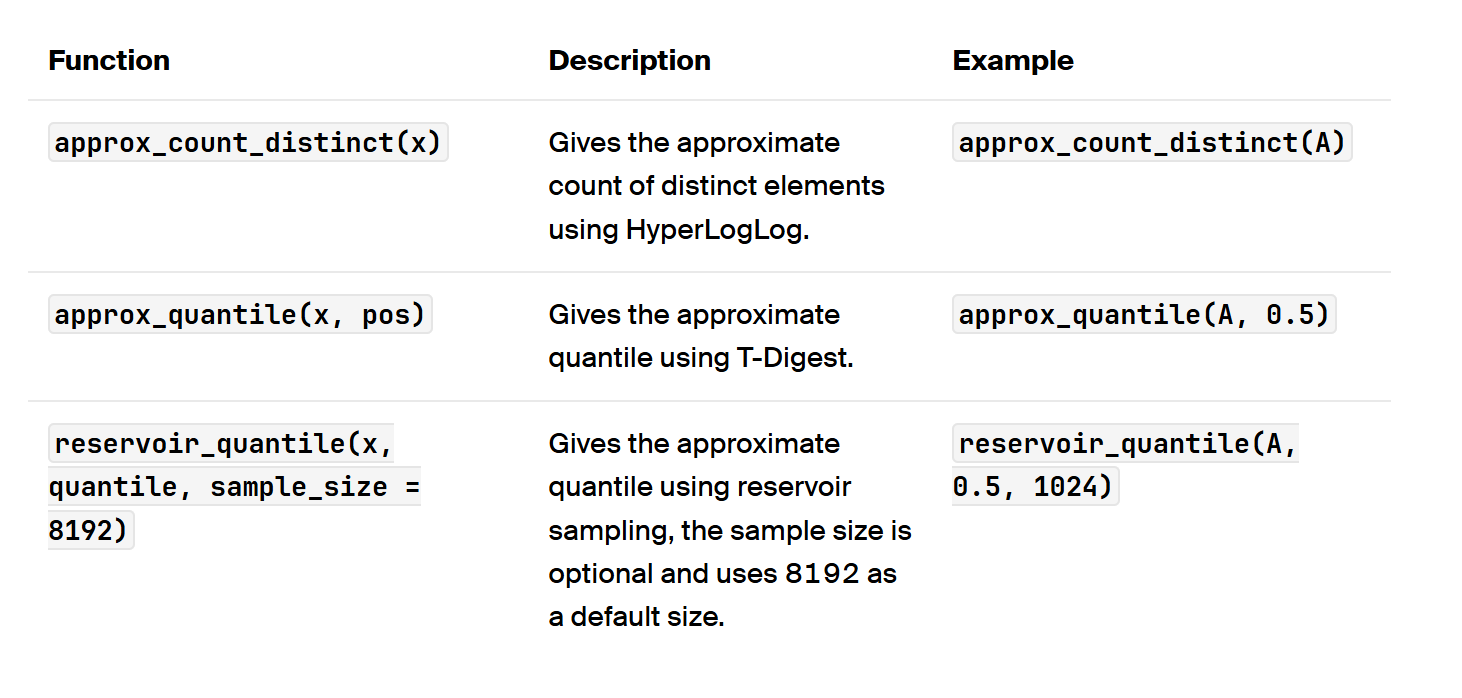 Function Description Example
approx_count_distinct(x) Gives the approximate approx_count_distinct(A)
count of distinct elements
using HyperLogLog.
approx_quantile(x, pos) Gives the approximate approx_quantile(A, 0.5)
quantile using T-Digest.
reservoir_quantile(x, Gives the approximate reservoir_quantile(A,
quantile, sample_size = quantile using reservoir 0.5, 1024)
8192) sampling, the sample size is
optional and uses 8192 as
a default size.